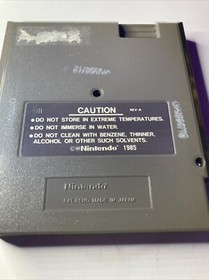 CAUTION REV-A
• DO NOT STORE IN EXTREME TEMPERATURES.
• DO NOT IMMERSE IN WATER.
• DO NOT CLEAN WITH BENZENE, THINNER,
ALCOHOL OR OTHER SUCH SOLVENTS.
©Nintendo 1985
Nintendo